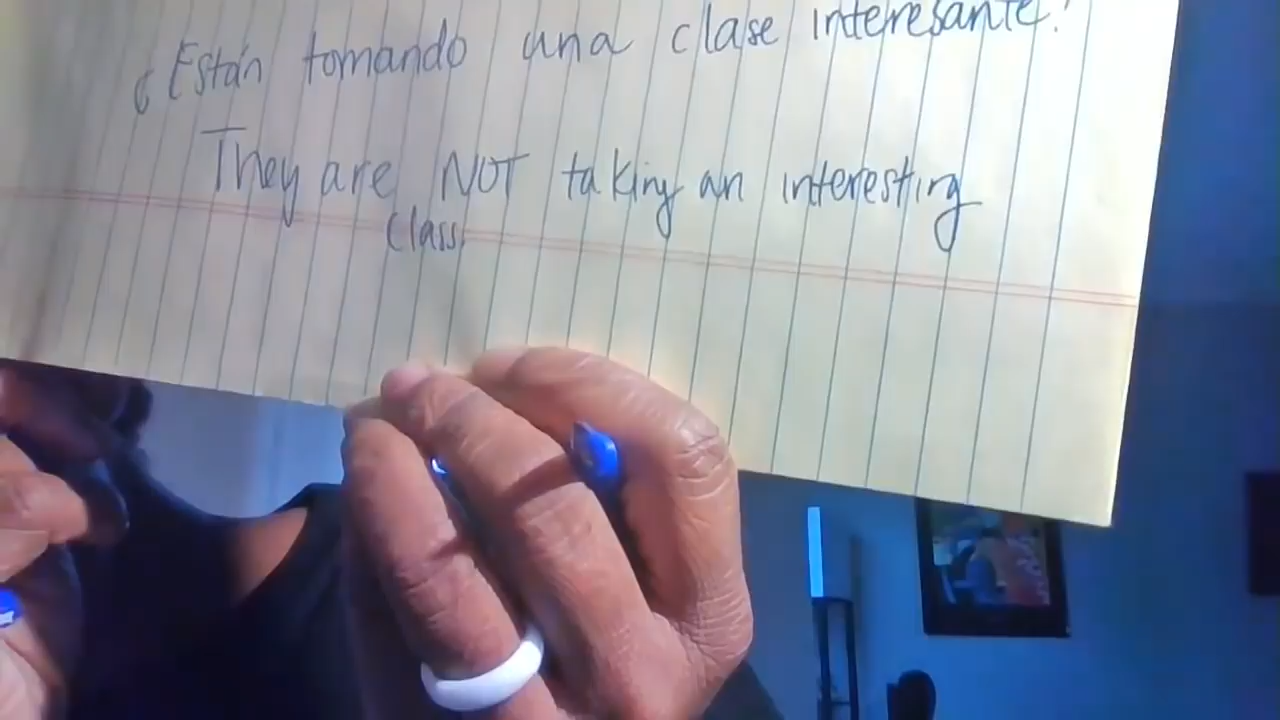 ¿Están tomando una clase interesante?
They are NOT taking an interesting
class.